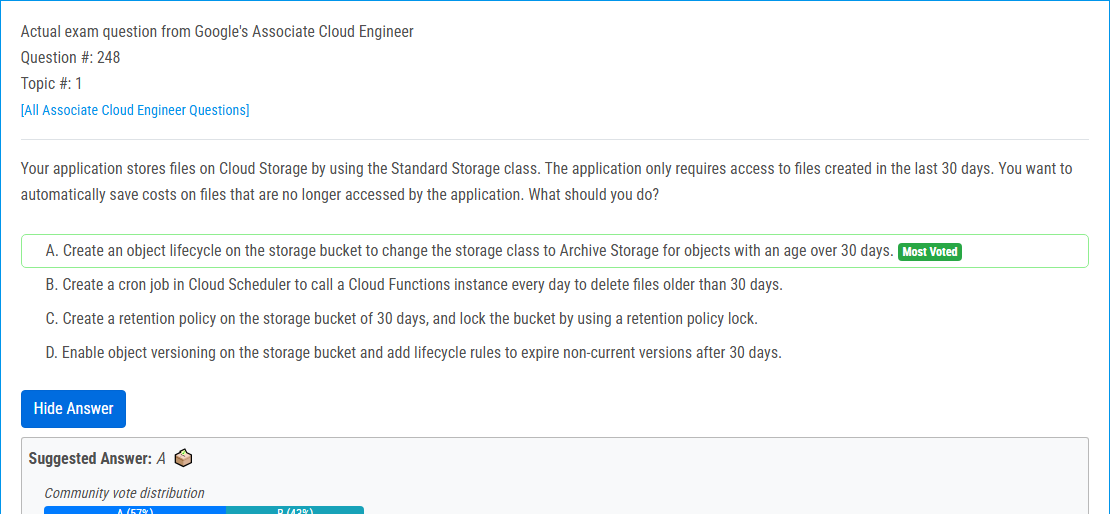 Actual exam question from Google's Associate Cloud Engineer
Question #: 248
Topic #: 1
[All Associate Cloud Engineer Questions]
Your application stores files on Cloud Storage by using the Standard Storage class. The application only requires access to files created in the last 30 days. You want to
automatically save costs on files that are no longer accessed by the application. What should you do?
A. Create an object lifecycle on the storage bucket to change the storage class to Archive Storage for objects with an age over 30 days. Most Voted
B. Create a cron job in Cloud Scheduler to call a Cloud Functions instance every day to delete files older than 30 days.
C. Create a retention policy on the storage bucket of 30 days, and lock the bucket by using a retention policy lock.
D. Enable object versioning on the storage bucket and add lifecycle rules to expire non-current versions after 30 days.
Hide Answer
Suggested Answer: A
Community vote distribution
A (57%) B (43%)